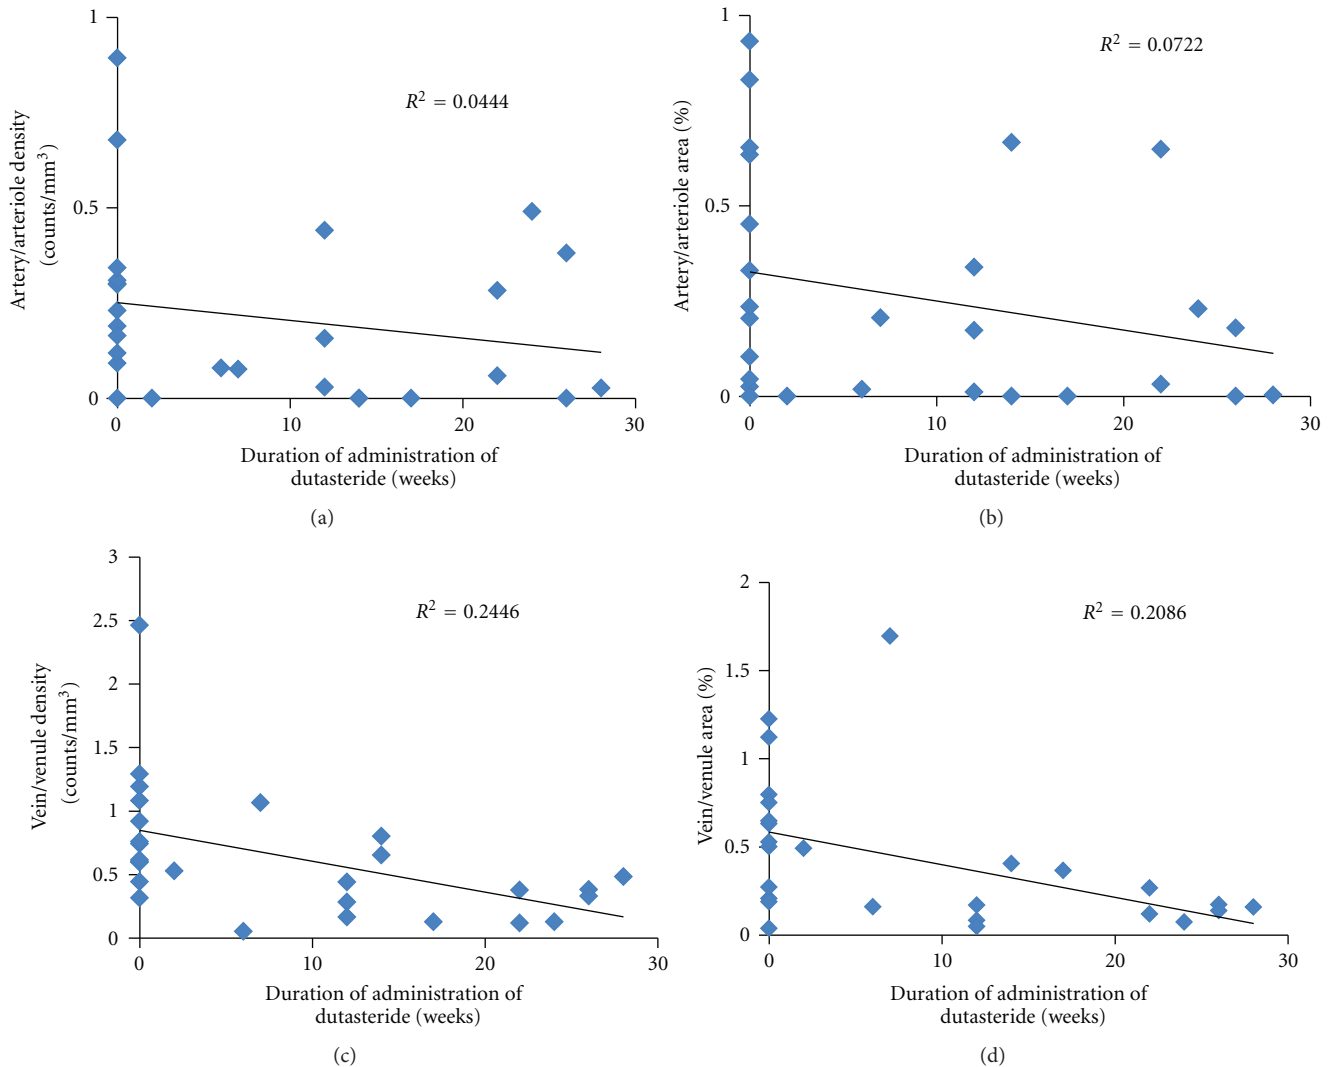 1
0.5
0
Artery/arteriole density
(counts/mm³)
R² = 0.0444
0 10 20 30
Duration of administration of
dutasteride (weeks)
(a)
1
0.5
0
Artery/arteriole area (%)
R² = 0.0722
0 10 20 30
Duration of administration of
dutasteride (weeks)
(b)
3
2.5
2
1.5
1
0.5
0
Vein/venule density
(counts/mm³)
R² = 0.2446
0 10 20 30
Duration of administration of
dutasteride (weeks)
(c)
2
1.5
1
0.5
0
Vein/venule area (%)
R² = 0.2086
0 10 20 30
Duration of administration of
dutasteride (weeks)
(d)